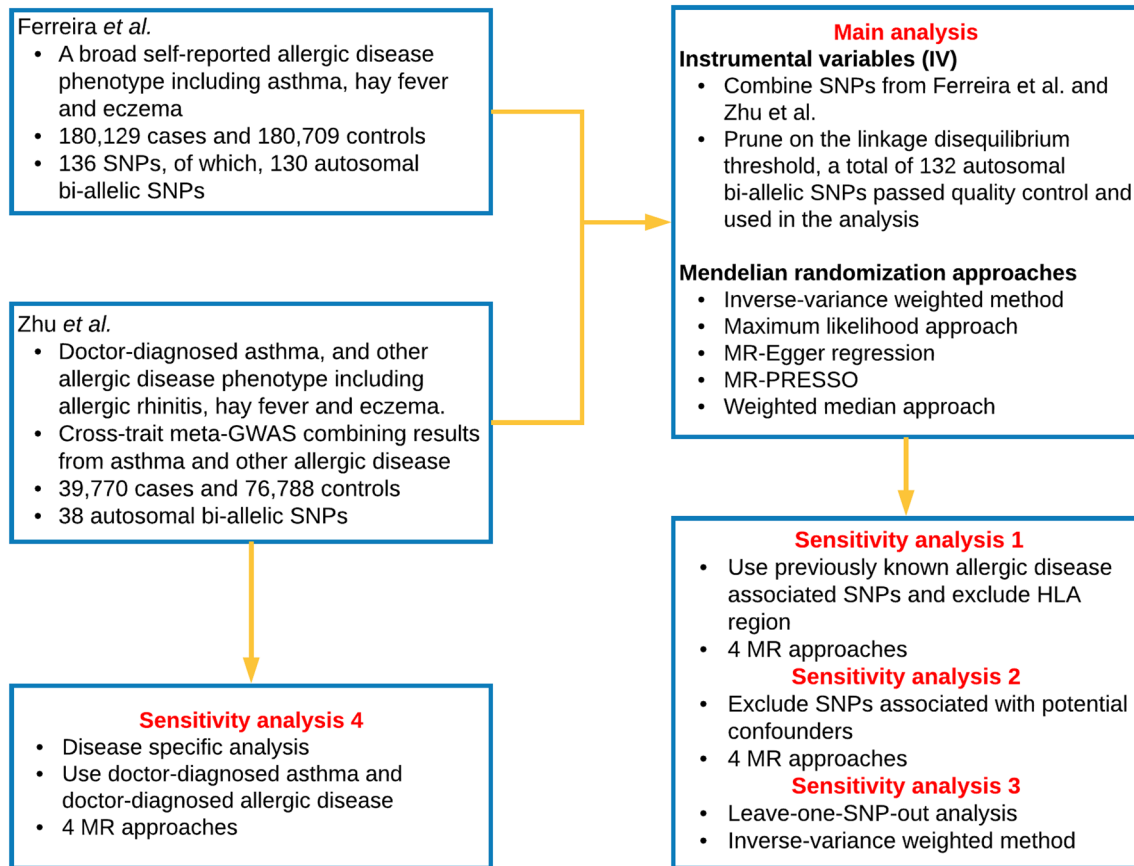 Ferreira et al.
• A broad self-reported allergic disease
phenotype including asthma, hay fever
and eczema
• 180,129 cases and 180,709 controls
• 136 SNPs, of which, 130 autosomal
bi-allelic SNPs
Zhu et al.
• Doctor-diagnosed asthma, and other
allergic disease phenotype including
allergic rhinitis, hay fever and eczema.
• Cross-trait meta-GWAS combining results
from asthma and other allergic disease
• 39,770 cases and 76,788 controls
• 38 autosomal bi-allelic SNPs
Sensitivity analysis 4
• Disease specific analysis
• Use doctor-diagnosed asthma and
doctor-diagnosed allergic disease
• 4 MR approaches
Main analysis
Instrumental variables (IV)
• Combine SNPs from Ferreira et al. and
Zhu et al.
• Prune on the linkage disequilibrium
threshold, a total of 132 autosomal
bi-allelic SNPs passed quality control and
used in the analysis
Mendelian randomization approaches
• Inverse-variance weighted method
• Maximum likelihood approach
• MR-Egger regression
• MR-PRESSO
• Weighted median approach
Sensitivity analysis 1
• Use previously known allergic disease
associated SNPs and exclude HLA
region
• 4 MR approaches
Sensitivity analysis 2
• Exclude SNPs associated with potential
confounders
• 4 MR approaches
Sensitivity analysis 3
• Leave-one-SNP-out analysis
• Inverse-variance weighted method